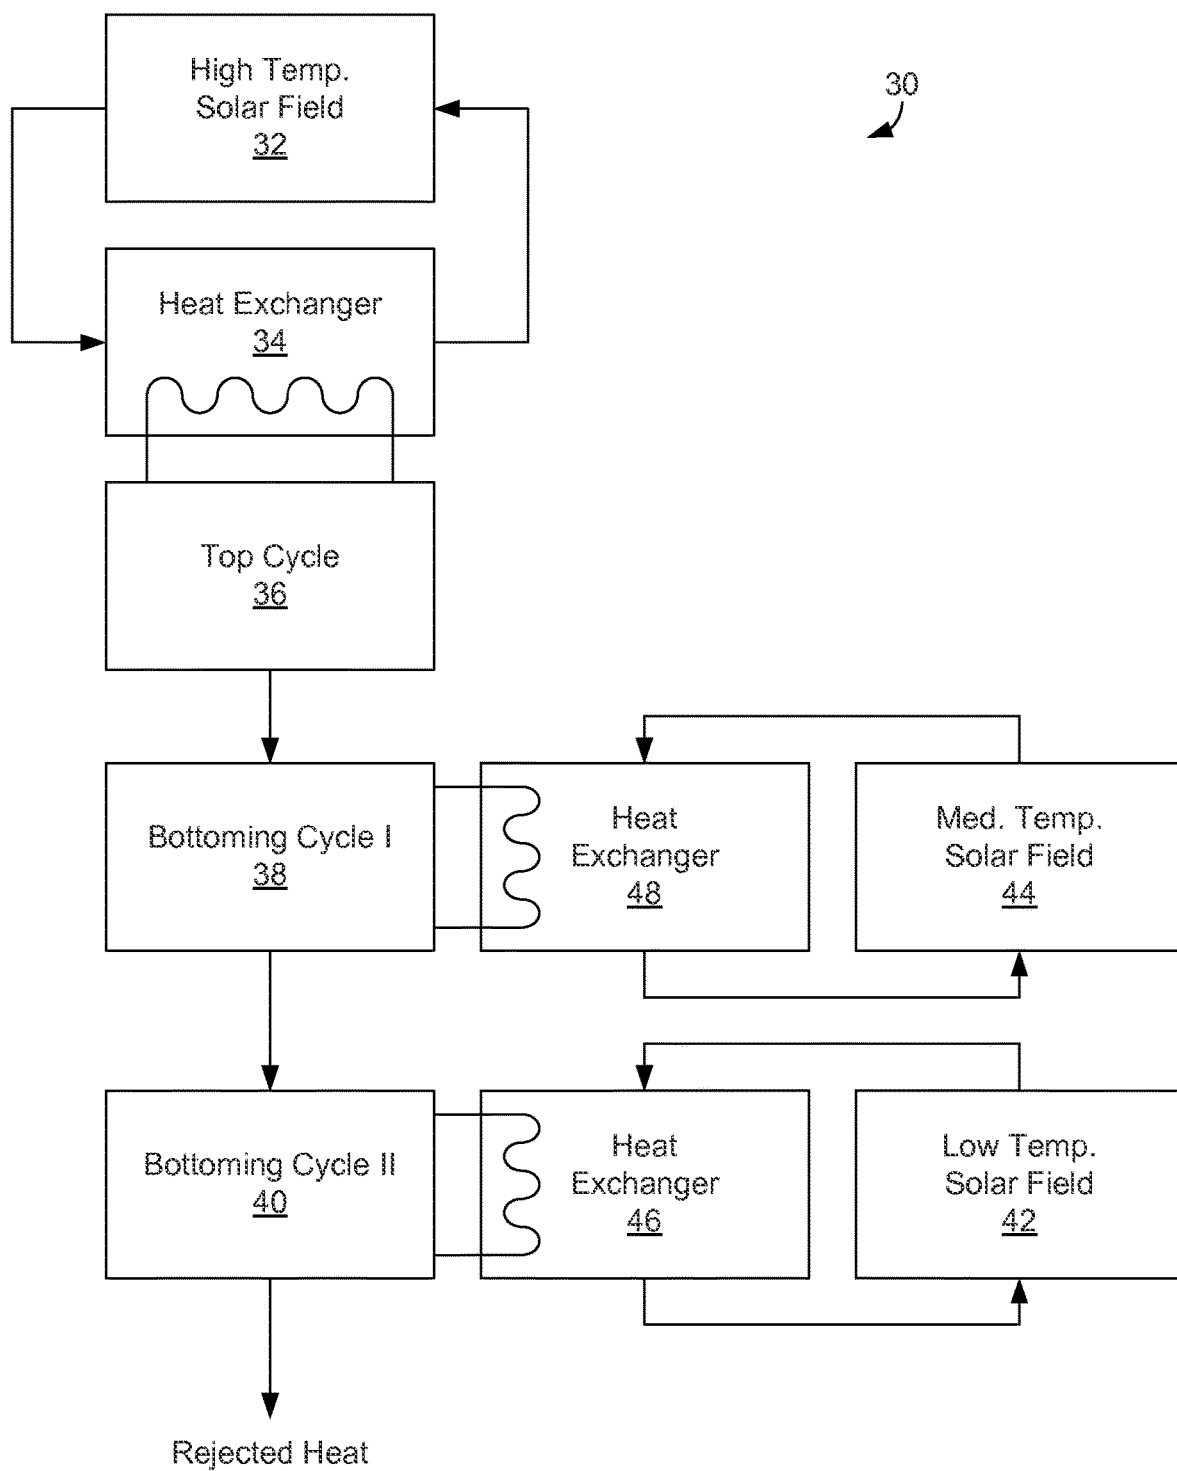 High Temp.
Solar Field
32
30
Heat Exchanger
34
Top Cycle
36
Bottoming Cycle I
38
Heat
Exchanger
48
Med. Temp.
Solar Field
44
Bottoming Cycle II
40
Heat
Exchanger
46
Low Temp.
Solar Field
42
Rejected Heat